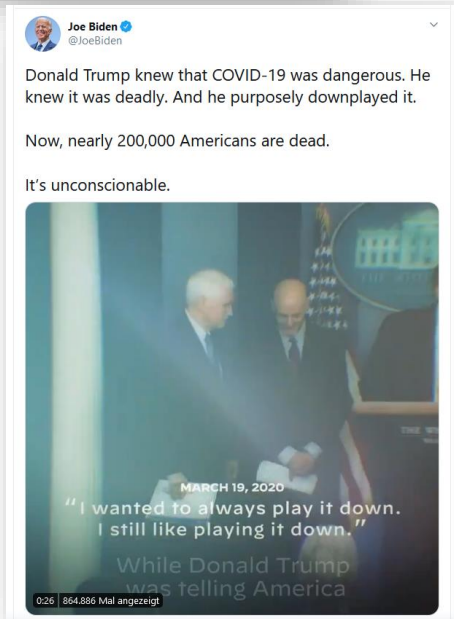 Joe Biden
@JoeBiden
Donald Trump knew that COVID-19 was dangerous. He
knew it was deadly. And he purposely downplayed it.
Now, nearly 200,000 Americans are dead.
It's unconscionable.
THE WHITE
MARCH 19, 2020
"I wanted to always play it down.
I still like playing it down."
While Donald Trump
was telling America
0:26 864.886 Mal angezeigt